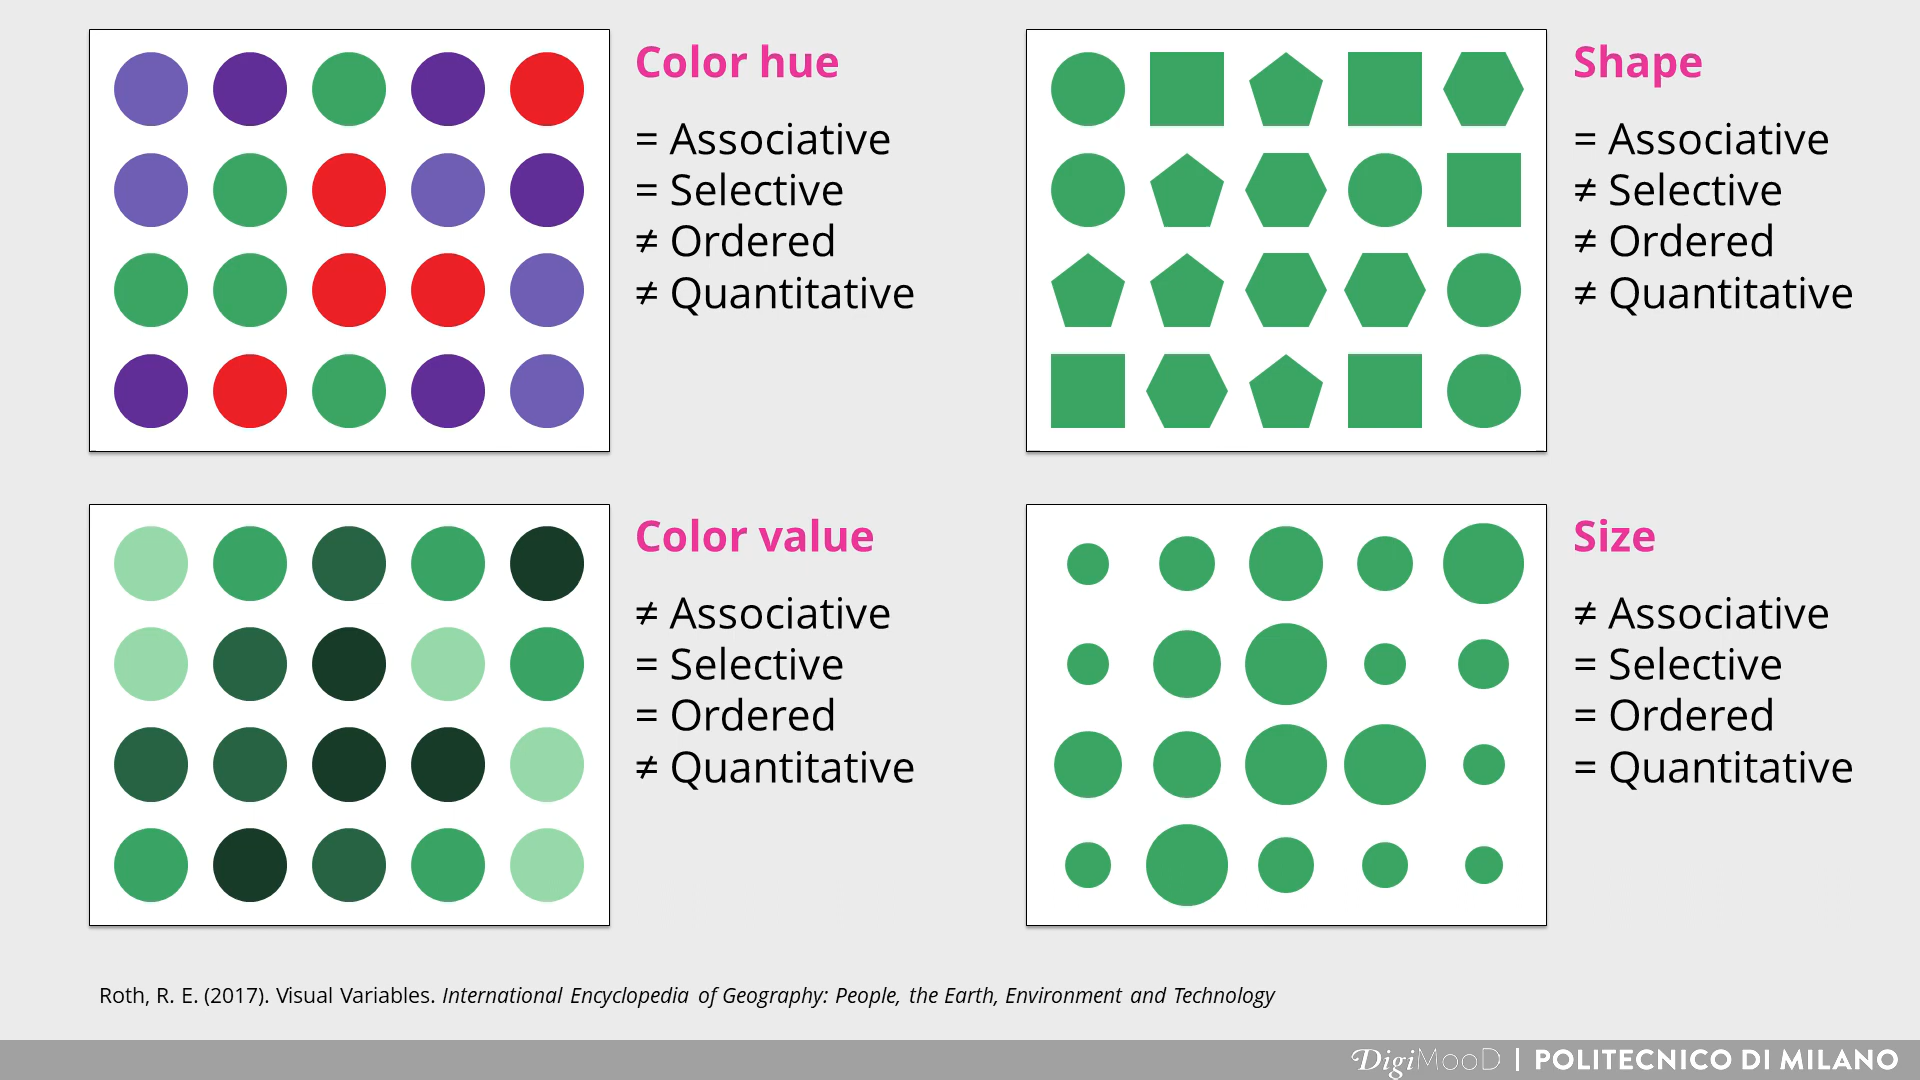 Color hue
= Associative
= Selective
≠ Ordered
≠ Quantitative
Shape
= Associative
≠ Selective
≠ Ordered
≠ Quantitative
Color value
≠ Associative
= Selective
= Ordered
≠ Quantitative
Size
≠ Associative
= Selective
= Ordered
= Quantitative
Roth, R. E. (2017). Visual Variables. International Encyclopedia of Geography: People, the Earth, Environment and Technology
DigiMooD | POLITECNICO DI MILANO